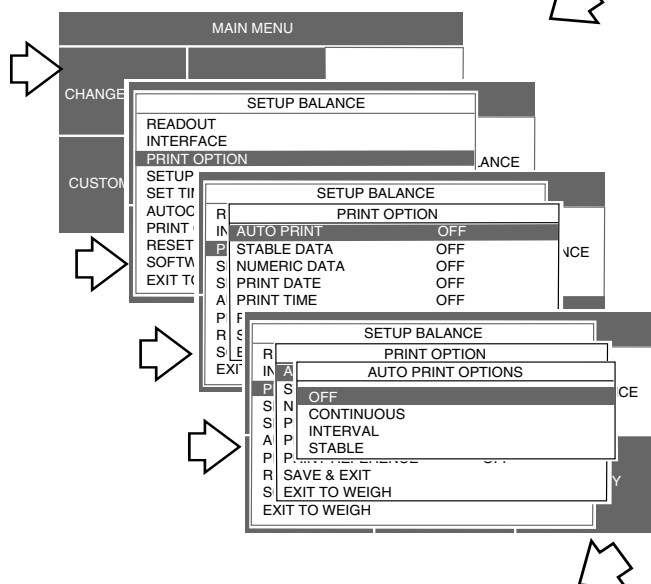 MAIN MENU
CHANGE
CUSTOM
SETUP BALANCE
READOUT
INTERFACE
PRINT OPTION
SETUP
SET TI
AUTOC
PRINT
RESET
SOFTW
EXIT TO
ANCE
SETUP BALANCE
PRINT OPTION
AUTO PRINT OFF
STABLE DATA OFF
NUMERIC DATA OFF
PRINT DATE OFF
PRINT TIME OFF
NCE
SETUP BALANCE
PRINT OPTION
AUTO PRINT OPTIONS
OFF
CONTINUOUS
INTERVAL
STABLE
SAVE & EXIT
EXIT TO WEIGH
EXIT TO WEIGH
CE
Y